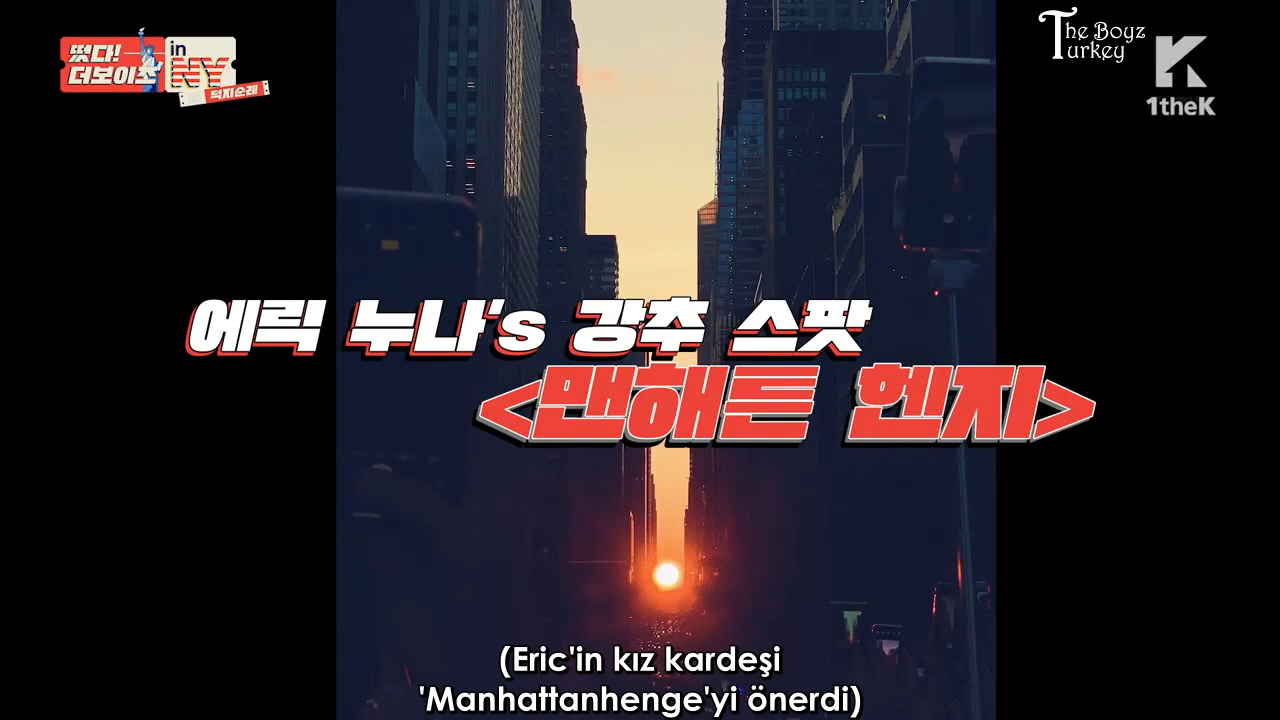 떴다!
더보이즈
in
NY
덕지순례
The Boyz
Turkey
1theK
에릭 누나's 강추 스팟
<맨해튼 헨지>
(Eric'in kız kardeşi
'Manhattanhenge'yi önerdi)